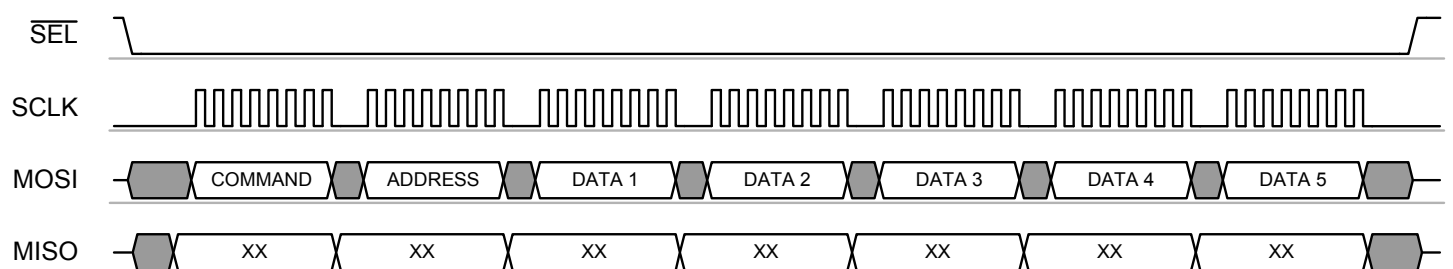 SEL
SCLK
MOSI COMMAND ADDRESS DATA 1 DATA 2 DATA 3 DATA 4 DATA 5
MISO XX XX XX XX XX XX XX